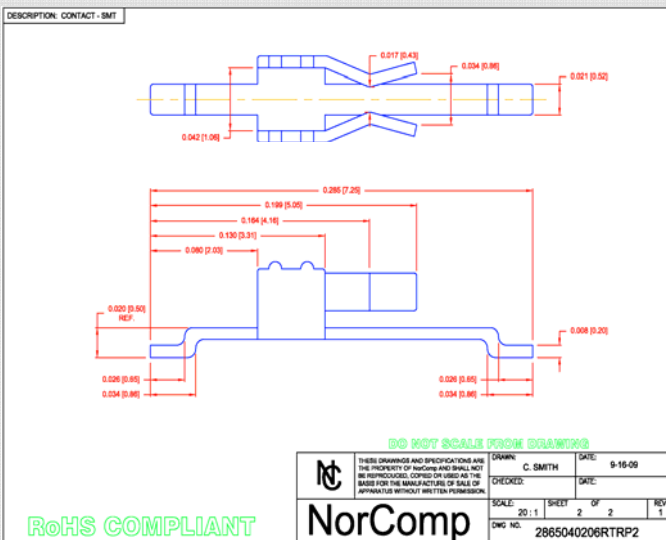 DESCRIPTION: CONTACT - SMT
0.017 [0.43]
0.034 [0.86]
0.021 [0.52]
0.042 [1.06]
0.285 [7.25]
0.199 [5.05]
0.164 [4.16]
0.130 [3.31]
0.080 [2.03]
0.020 [0.50]
REF.
0.008 [0.20]
0.026 [0.65]
0.026 [0.65]
0.034 [0.86]
0.034 [0.86]
DO NOT SCALE FROM DRAWING
THESE DRAWINGS AND SPECIFICATIONS ARE
THE PROPERTY OF NorComp AND SHALL NOT
BE REPRODUCED, COPIED OR USED AS THE
BASIS FOR THE MANUFACTURE OR SALE OF
APPARATUS WITHOUT WRITTEN PERMISSION.
DRAWN:
C. SMITH
DATE:
9-16-09
CHECKED:
DATE:
SCALE:
20 : 1
SHEET OF
2 2
REV
1
NorComp
DWG NO.
2865040206RTRP2
RoHS COMPLIANT